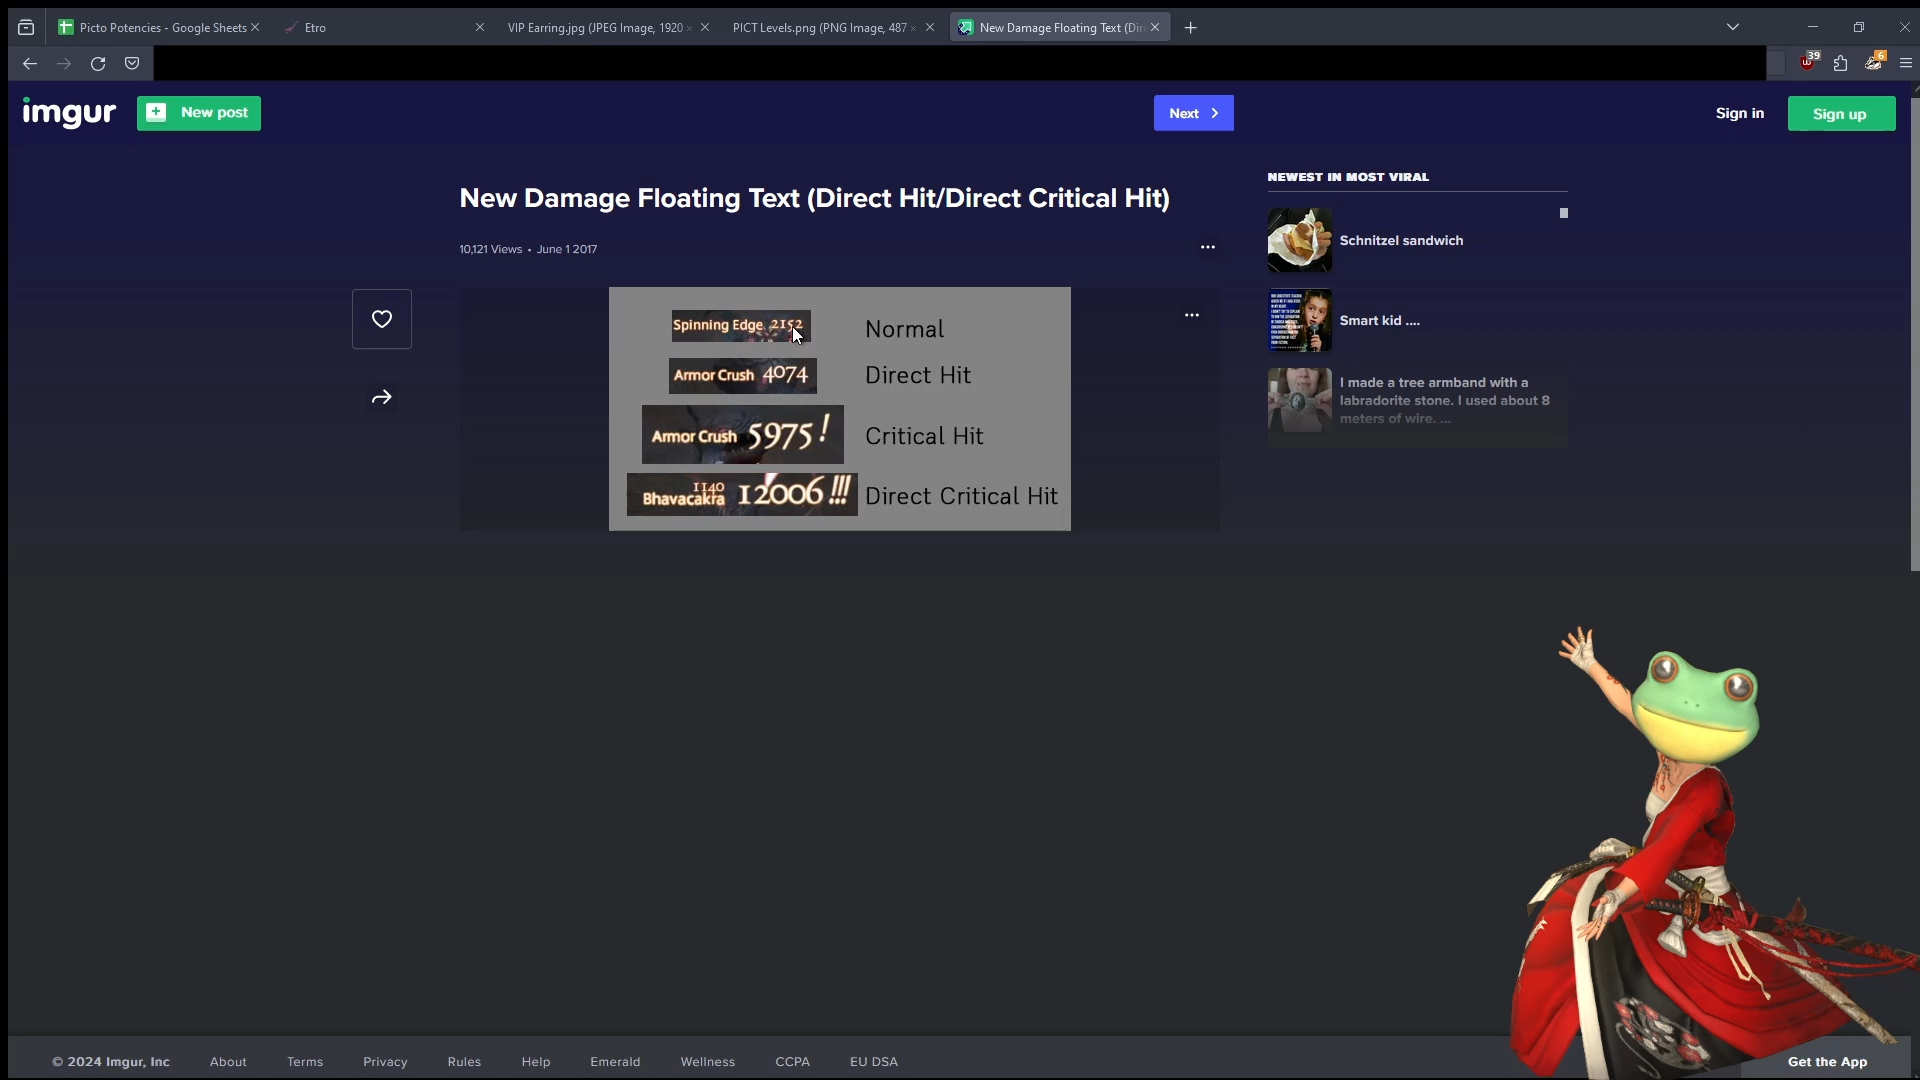 Picto Potencies - Google Sheets
Etro
VIP Earring.jpg (JPEG Image, 1920
PICT Levels.png (PNG Image, 487
New Damage Floating Text (Dire
39
6
imgur
New post
Next
Sign in
Sign up
New Damage Floating Text (Direct Hit/Direct Critical Hit)
10,121 Views • June 1 2017
Spinning Edge 2152 Normal
Armor Crush 4074 Direct Hit
Armor Crush 5975! Critical Hit
1140
Bhavacakra 12006!!! Direct Critical Hit
NEWEST IN MOST VIRAL
Schnitzel sandwich
Smart kid ....
I made a tree armband with a
labradorite stone. I used about 8
meters of wire. ...
© 2024 Imgur, Inc
About
Terms
Privacy
Rules
Help
Emerald
Wellness
CCPA
EU DSA
Get the App